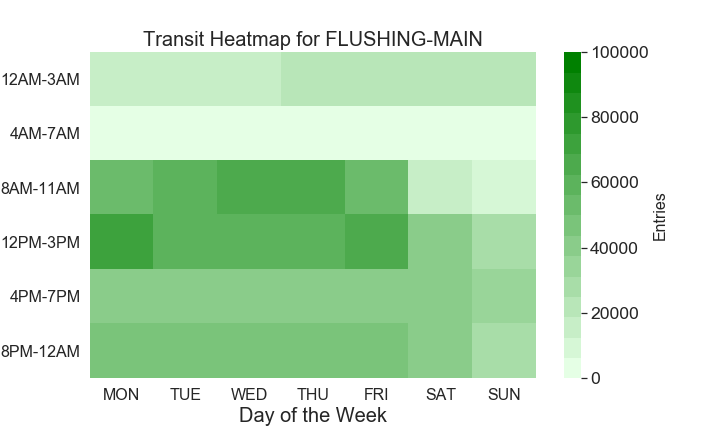 Transit Heatmap for FLUSHING-MAIN
12AM-3AM
4AM-7AM
8AM-11AM
12PM-3PM
4PM-7PM
8PM-12AM
MON TUE WED THU FRI SAT SUN
Day of the Week
100000
80000
60000
40000
20000
0
Entries